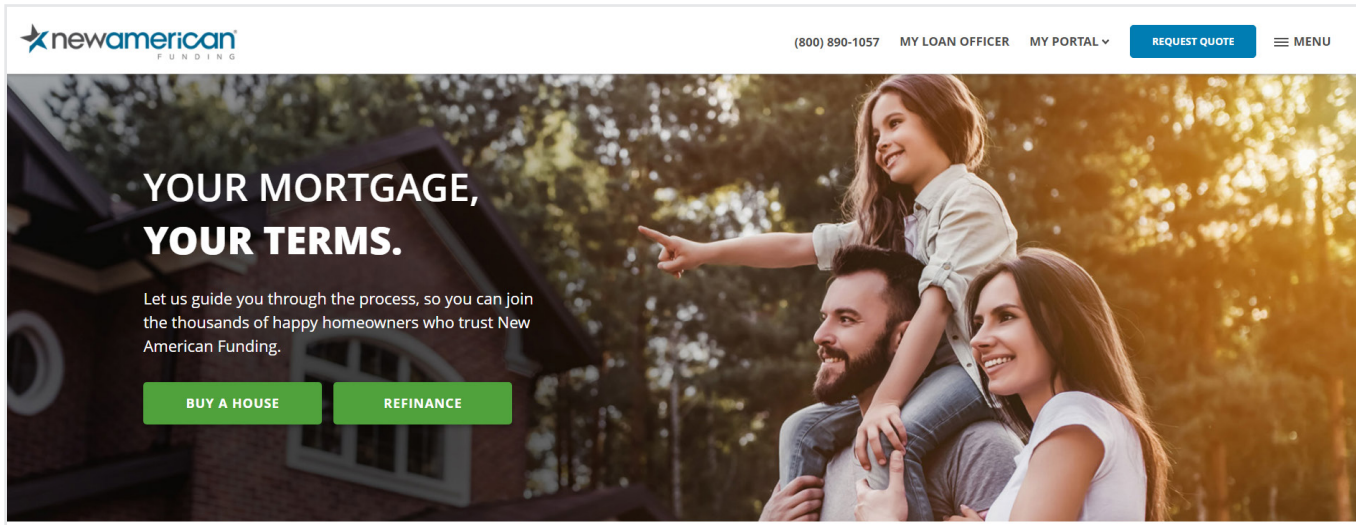 newamerican
FUNDING
(800) 890-1057 MY LOAN OFFICER MY PORTAL REQUEST QUOTE MENU
YOUR MORTGAGE,
YOUR TERMS.
Let us guide you through the process, so you can join
the thousands of happy homeowners who trust New
American Funding.
BUY A HOUSE REFINANCE